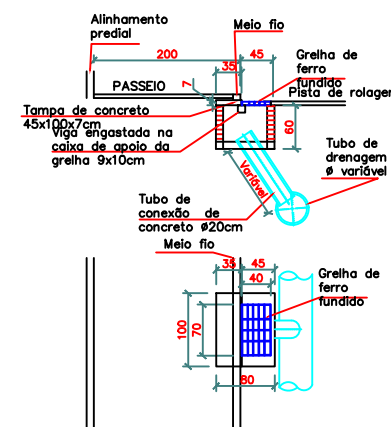 Alinhamento
predial
Meio fio
200
45
35
Grelha de
ferro
fundido
PASSEIO
7
Pista de rolager
Tampa de concreto
45x100x7cm
Viga engastada na
caixa de apoio da
grelha 9x10cm
60
Tubo de
drenagem
Ø variável
Variável
Tubo de
conexão de
concreto Ø20cm
Meio fio
35
45
40
Grelha de
ferro
fundido
100
70
80